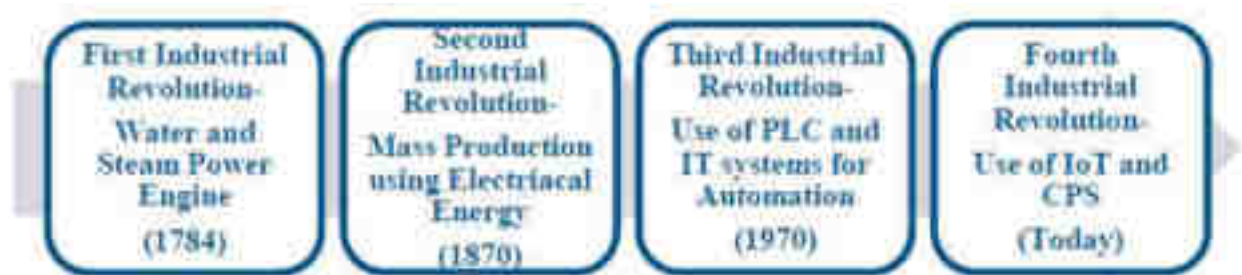 First Industrial
Revolution-
Water and
Steam Power
Engine
(1784)
Second
Industrial
Revolution-
Mass Production
using Electriacal
Energy
(1870)
Third Industrial
Revolution-
Use of PLC and
IT systems for
Automation
(1970)
Fourth
Industrial
Revolution-
Use of IoT and
CPS
(Today)